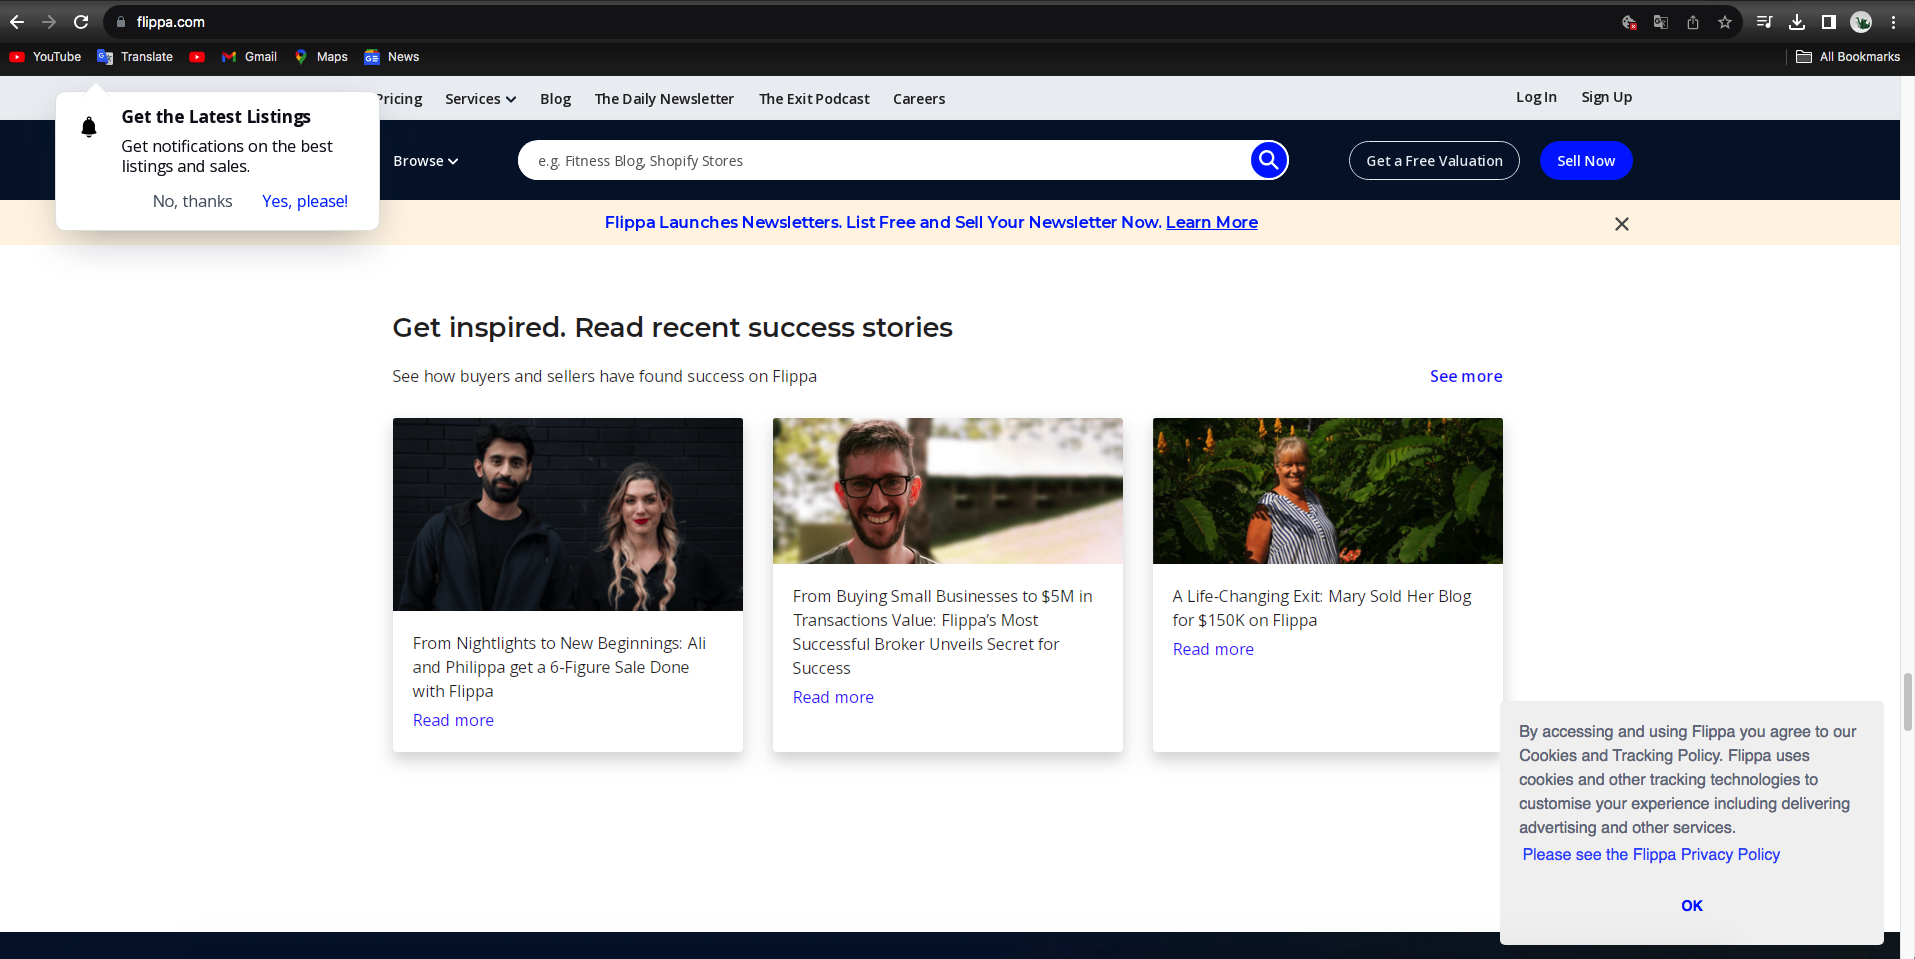 flippa.com
YouTube
Translate
Gmail
Maps
News
All Bookmarks
Pricing
Services
Blog
The Daily Newsletter
The Exit Podcast
Careers
Log In
Sign Up
Get the Latest Listings
Get notifications on the best
listings and sales.
No, thanks
Yes, please!
Browse
e.g. Fitness Blog, Shopify Stores
Get a Free Valuation
Sell Now
Flippa Launches Newsletters. List Free and Sell Your Newsletter Now. Learn More
Get inspired. Read recent success stories
See how buyers and sellers have found success on Flippa
See more
From Nightlights to New Beginnings: Ali
and Philippa get a 6-Figure Sale Done
with Flippa
Read more
From Buying Small Businesses to $5M in
Transactions Value: Flippa’s Most
Successful Broker Unveils Secret for
Success
Read more
A Life-Changing Exit: Mary Sold Her Blog
for $150K on Flippa
Read more
By accessing and using Flippa you agree to our
Cookies and Tracking Policy. Flippa uses
cookies and other tracking technologies to
customise your experience including delivering
advertising and other services.
Please see the Flippa Privacy Policy
OK